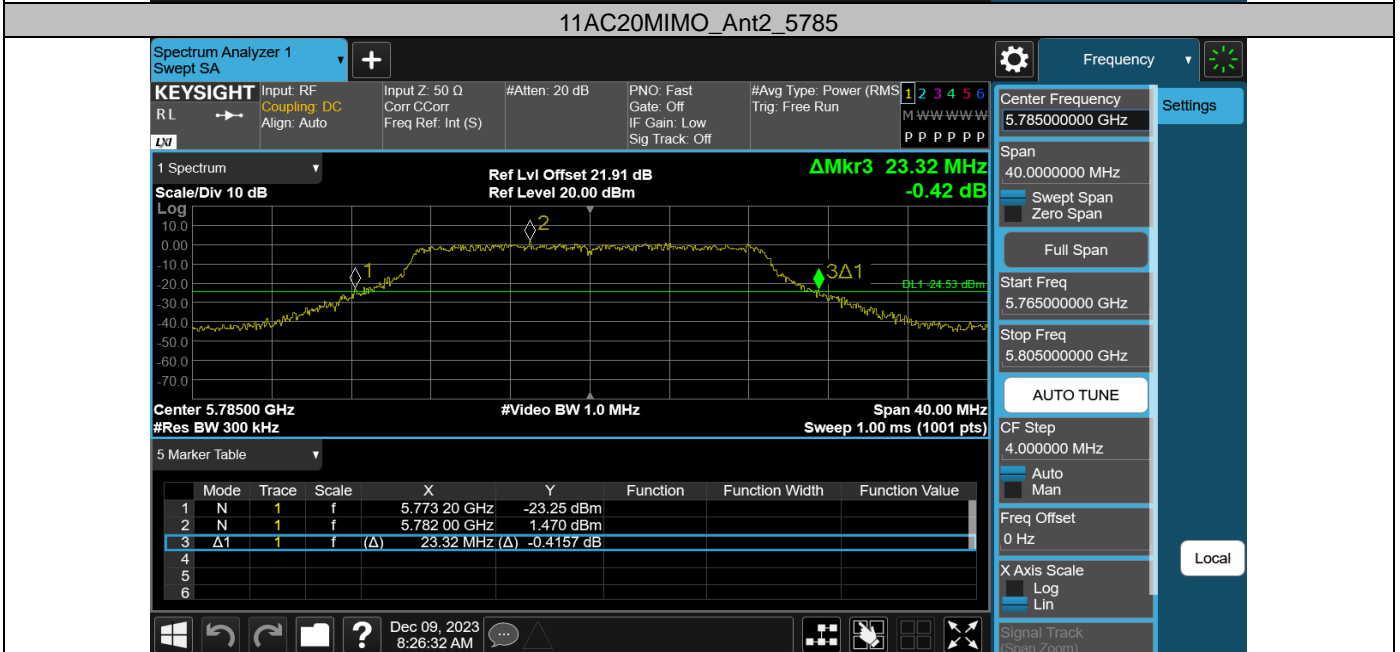 11AC20MIMO_Ant2_5785
Spectrum Analyzer 1
Swept SA
Frequency
KEYSIGHT
RL
LXI
Input: RF
Coupling: DC
Align: Auto
Input Z: 50 Ω
Corr CCorr
Freq Ref: Int (S)
#Atten: 20 dB
PNO: Fast
Gate: Off
IF Gain: Low
Sig Track: Off
#Avg Type: Power (RMS
Trig: Free Run
1 2 3 4 5 6
M W W W W W
P P P P P P
Center Frequency
5.785000000 GHz
Settings
1 Spectrum
Scale/Div 10 dB
Ref Lvl Offset 21.91 dB
Ref Level 20.00 dBm
ΔMkr3 23.32 MHz
-0.42 dB
Span
40.0000000 MHz
Swept Span
Zero Span
Log
10.0
0.00
-10.0
-20.0
-30.0
-40.0
-50.0
-60.0
-70.0
1
2
3Δ1
DL1 -24.53 dBm
Full Span
Start Freq
5.765000000 GHz
Stop Freq
5.805000000 GHz
AUTO TUNE
Center 5.78500 GHz
#Video BW 1.0 MHz
Span 40.00 MHz
#Res BW 300 kHz
Sweep 1.00 ms (1001 pts)
CF Step
4.000000 MHz
Auto
Man
5 Marker Table
Mode Trace Scale X Y Function Function Width Function Value
1 N 1 f 5.773 20 GHz -23.25 dBm
2 N 1 f 5.782 00 GHz 1.470 dBm
3 Δ1 1 f (Δ) 23.32 MHz (Δ) -0.4157 dB
4
5
6
Freq Offset
0 Hz
X Axis Scale
Log
Lin
Local
Signal Track
(Span Zoom)
?
Dec 09, 2023
8:26:32 AM